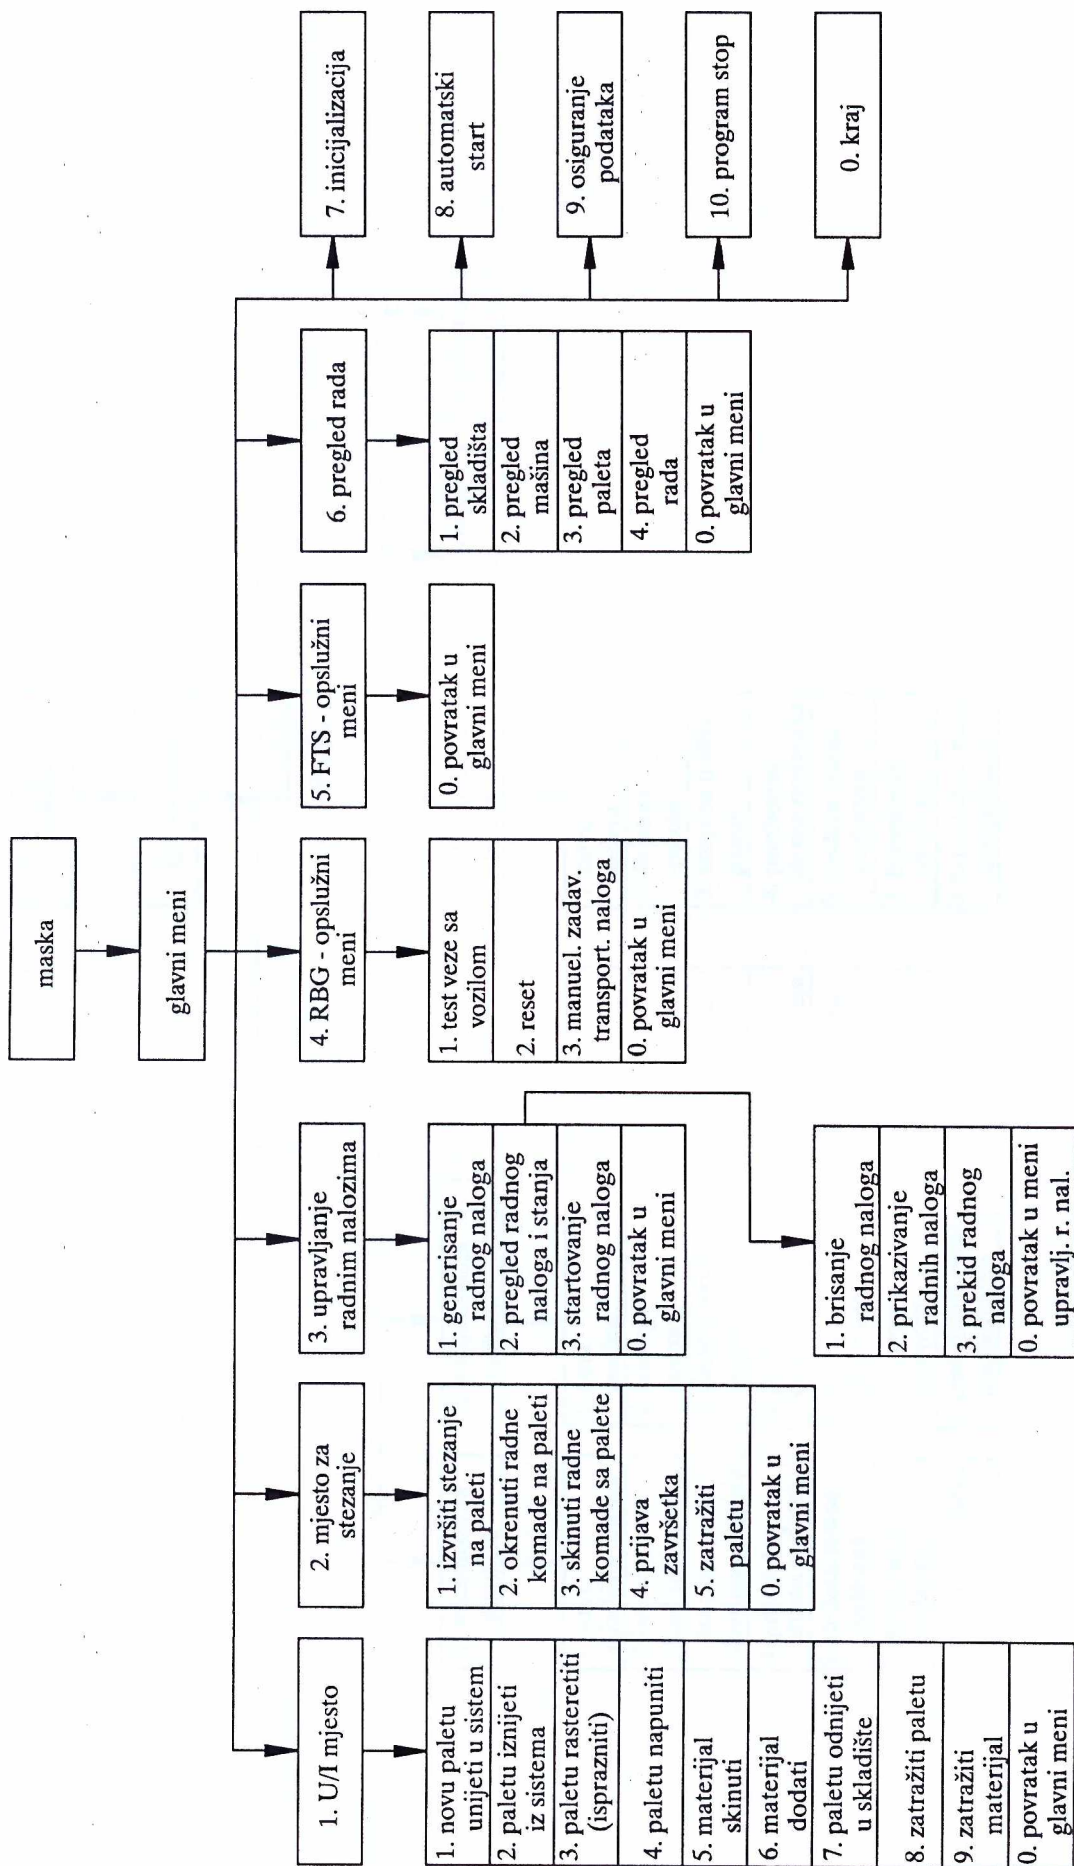 maska
glavni meni
1. U/I mjesto
1. novu paletu
unijeti u sistem
2. paletu iznijeti
iz sistema
3. paletu rasteretiti
(isprazniti)
4. paletu napuniti
5. materijal
skinuti
6. materijal
dodati
7. paletu odnijeti
u skladište
8. zatražiti paletu
9. zatražiti
materijal
0. povratak u
glavni meni
2. mjesto za
stezanje
1. izvršiti stezanje
na paleti
2. okrenuti radne
komade na paleti
3. skinuti radne
komade sa palete
4. prijava
završetka
5. zatražiti
paletu
0. povratak u
glavni meni
3. upravljanje
radnim nalozima
1. generisanje
radnog naloga
2. pregled radnog
naloga i stanja
3. startovanje
radnog naloga
0. povratak u
glavni meni
1. brisanje
radnog naloga
2. prikazivanje
radnih naloga
3. prekid radnog
naloga
0. povratak u meni
upravlj. r. nal.
4. RBG - opslužni
meni
1. test veze sa
vozilom
2. reset
3. manuel. zadav.
transport. naloga
0. povratak u
glavni meni
5. FTS - opslužni
meni
0. povratak u
glavni meni
6. pregled rada
1. pregled
skladišta
2. pregled
mašina
3. pregled
paleta
4. pregled
rada
0. povratak u
glavni meni
7. inicijalizacija
8. automatski
start
9. osiguranje
podataka
10. program stop
0. kraj